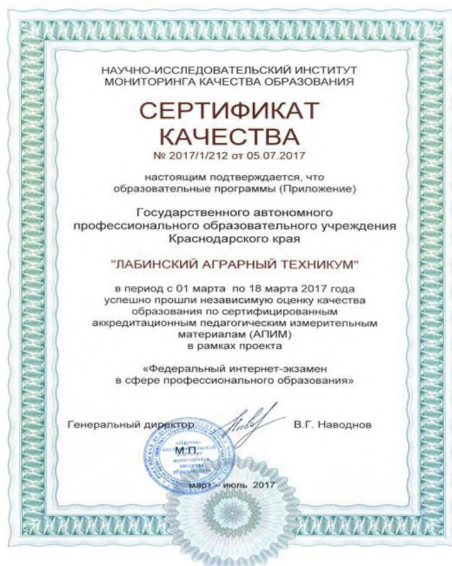 НАУЧНО-ИССЛЕДОВАТЕЛЬСКИЙ ИНСТИТУТ
МОНИТОРИНГА КАЧЕСТВА ОБРАЗОВАНИЯ
СЕРТИФИКАТ
КАЧЕСТВА
№ 2017/1/212 от 05.07.2017
настоящим подтверждается, что
образовательные программы (Приложение)
Государственного автономного
профессионального образовательного учреждения
Краснодарского края
"ЛАБИНСКИЙ АГРАРНЫЙ ТЕХНИКУМ"
в период с 01 марта по 18 марта 2017 года
успешно прошли независимую оценку качества
образования по сертифицированным
аккредитационным педагогическим измерительным
материалам (АПИМ)
в рамках проекта
«Федеральный интернет-экзамен
в сфере профессионального образования»
Генеральный директор В.Г. Наводнов
М.П.
март – июль 2017